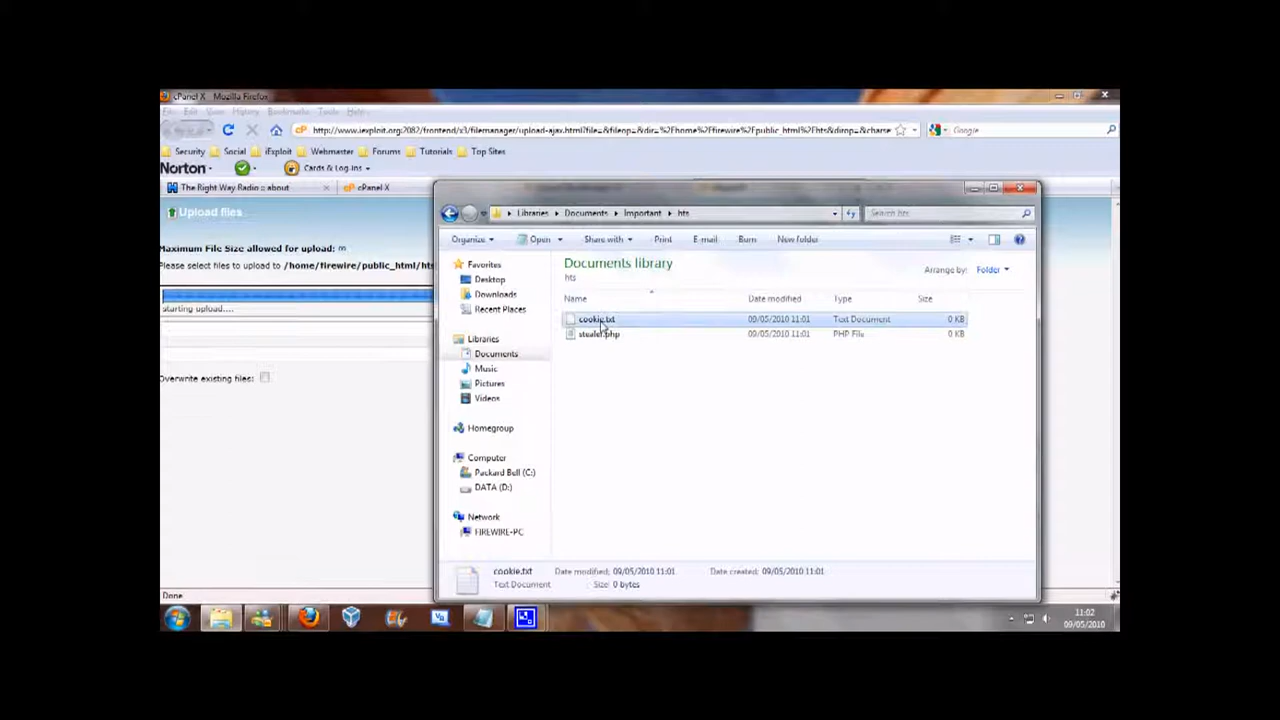 cPanel X - Mozilla Firefox
File Edit View History Bookmarks Tools Help
http://www.iexploit.org:2082/frontend/x3/filemanager/upload-ajax.html?file=&fileop=&dir=%2Fhome%2Ffirewire%2Fpublic_html%2Fhts&dirop=&charse
Google
Security Social iExploit Webmaster Forums Tutorials Top Sites
Norton Cards & Log-ins
The Right Way Radio :: about
cPanel X
Upload files
Maximum File Size allowed for upload: m
Please select files to upload to /home/firewire/public_html/hts
starting upload....
Overwrite existing files:
Done
Libraries Documents Important hts
Search hts
Organize Open Share with Print E-mail Burn New folder
Favorites
Desktop
Downloads
Recent Places
Libraries
Documents
Music
Pictures
Videos
Homegroup
Computer
Packard Bell (C:)
DATA (D:)
Network
FIREWIRE-PC
Documents library
hts
Arrange by: Folder
Name Date modified Type Size
cookie.txt 09/05/2010 11:01 Text Document 0 KB
stealer.php 09/05/2010 11:01 PHP File 0 KB
cookie.txt Date modified: 09/05/2010 11:01 Date created: 09/05/2010 11:01
Text Document Size: 0 bytes
11:02
09/05/2010